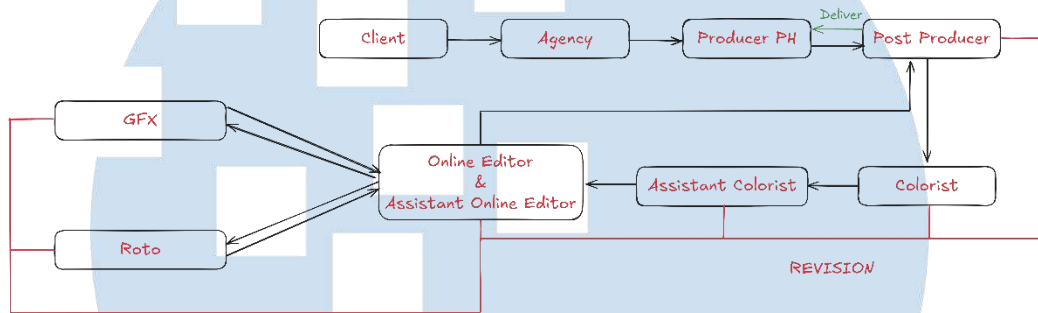 Deliver
Client
Agency
Producer PH
Post Producer
GFX
Online Editor
&
Assistant Online Editor
Assistant Colorist
Colorist
Roto
REVISION